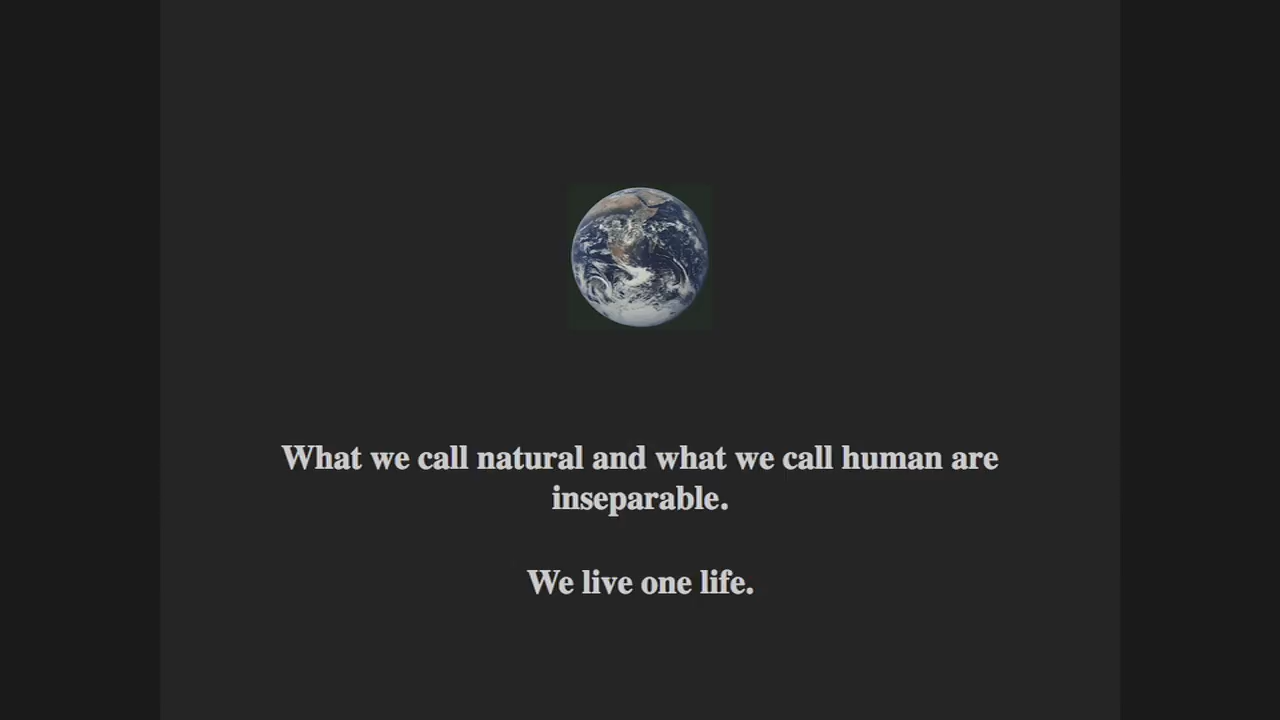 What we call natural and what we call human are
inseparable.
We live one life.